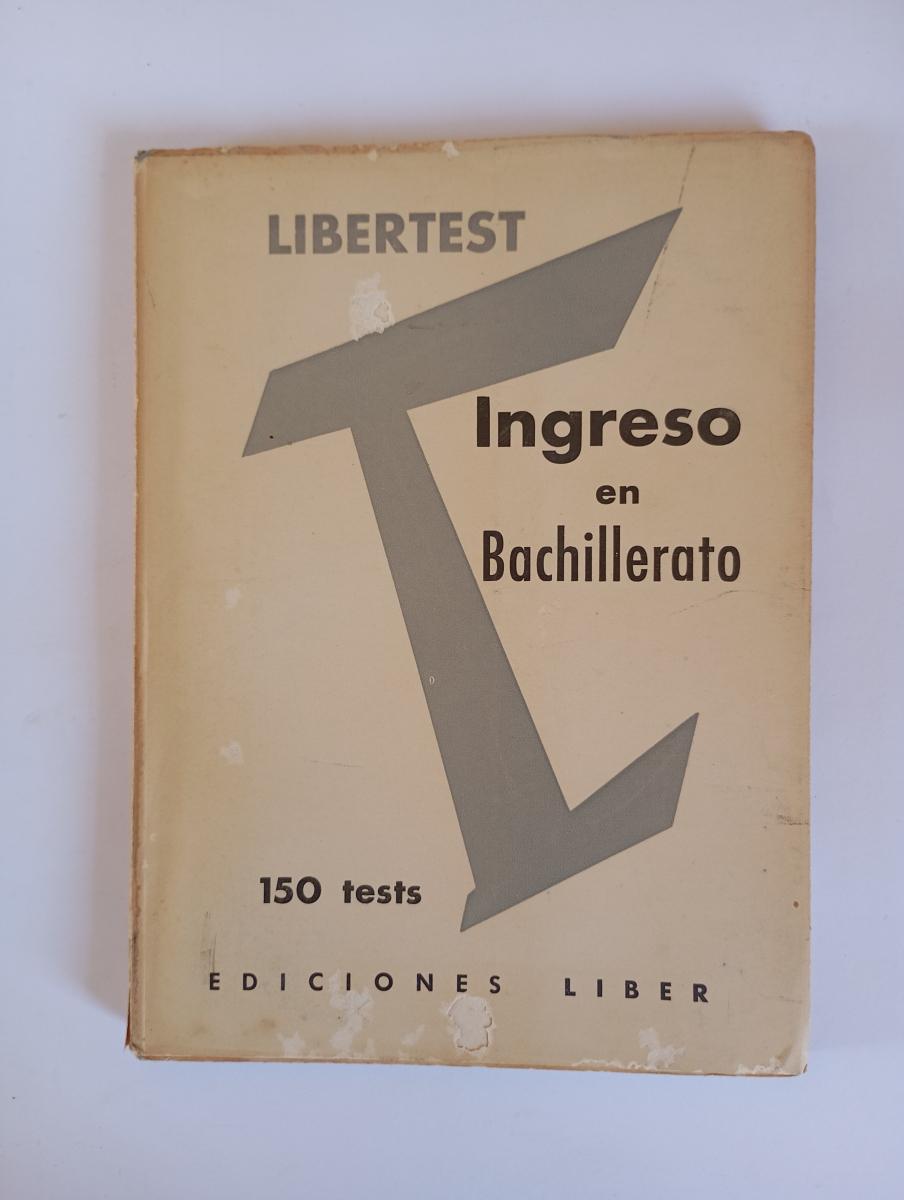 LIBERTEST
Ingreso
en
Bachillerato
150 tests
EDICIONES LIBER